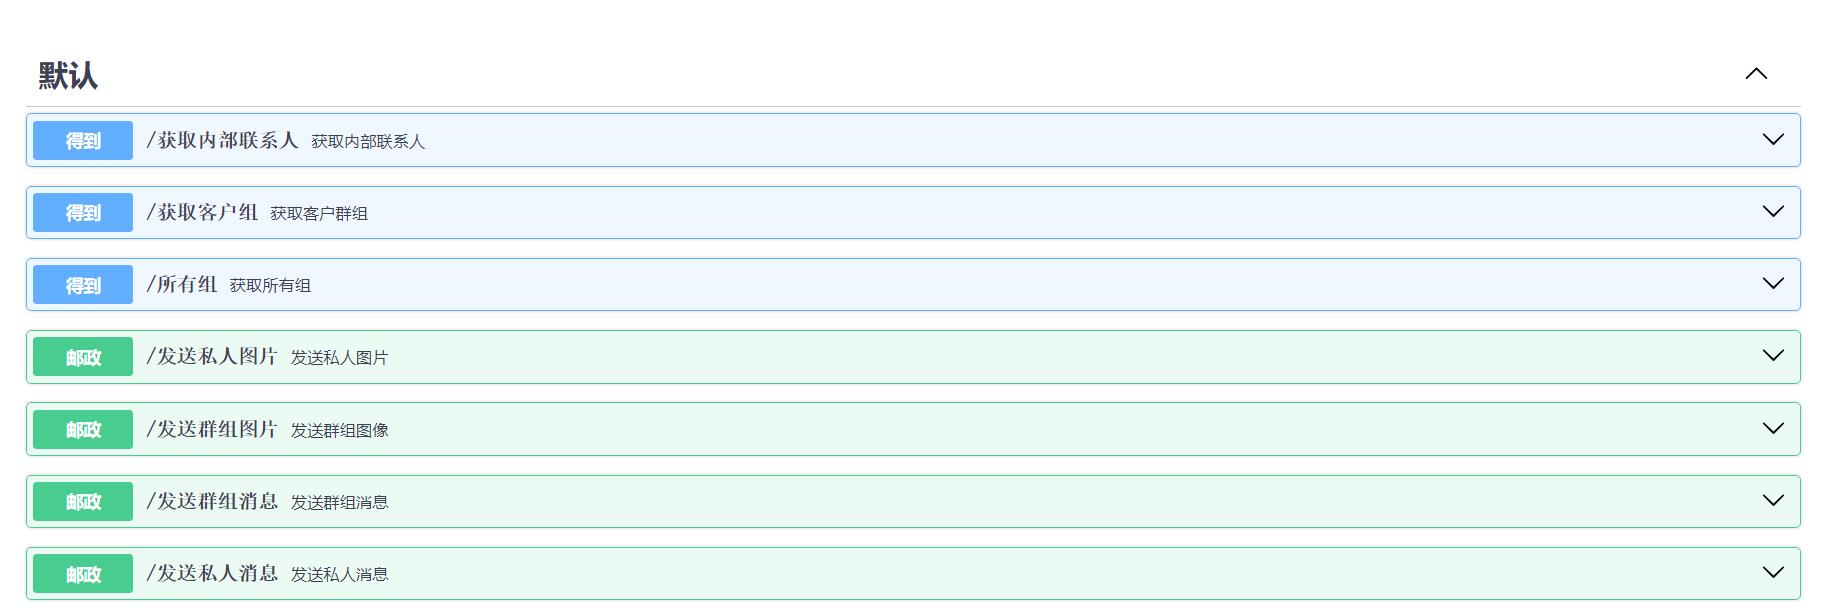 默认
得到 /获取内部联系人 获取内部联系人
得到 /获取客户组 获取客户群组
得到 /所有组 获取所有组
邮政 /发送私人图片 发送私人图片
邮政 /发送群组图片 发送群组图像
邮政 /发送群组消息 发送群组消息
邮政 /发送私人消息 发送私人消息